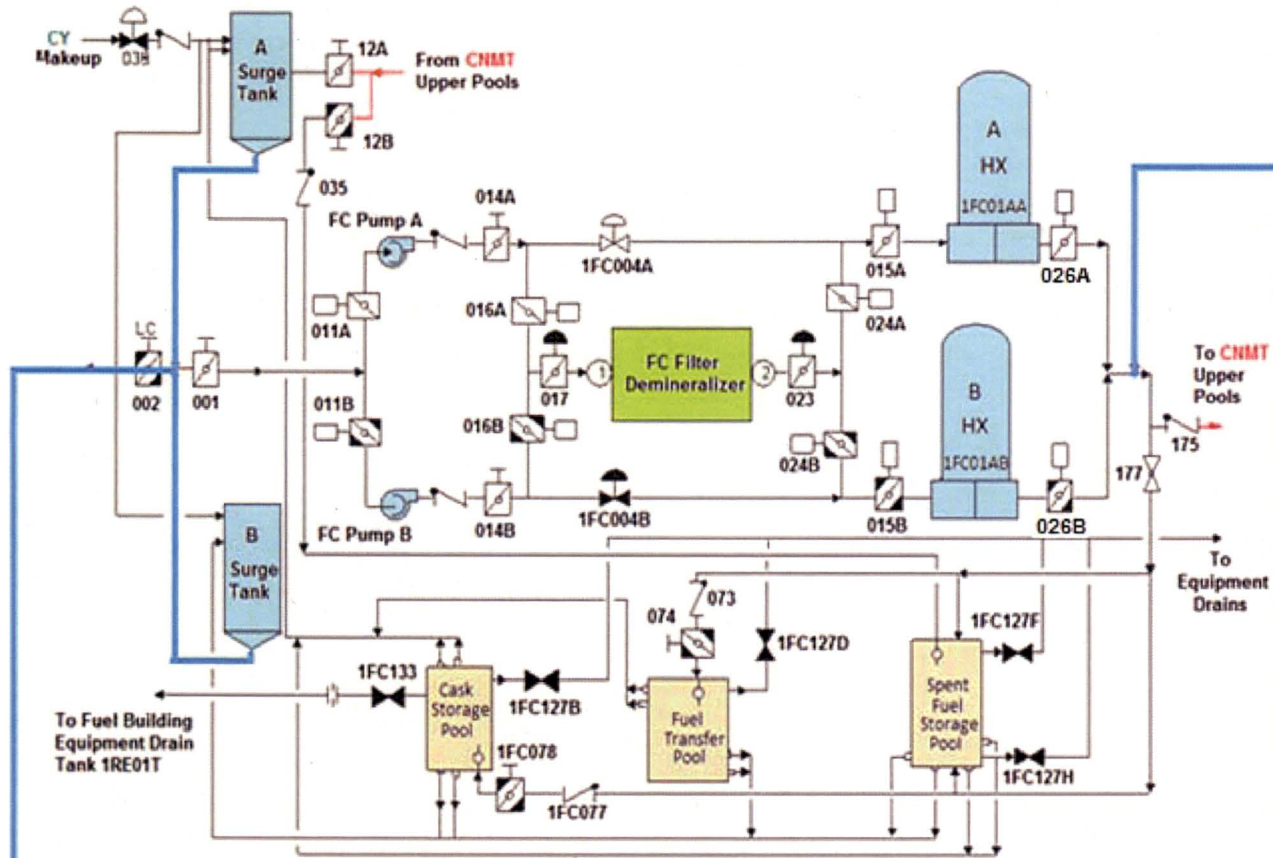 CY
Makeup
038
A
Surge
Tank
12A
From CNMT
Upper Pools
12B
035
014A
FC Pump A
1FC004A
015A
A
HX
1FC01AA
026A
011A
016A
024A
LC
002
001
017
1
FC Filter
Demineralizer
2
023
To CNMT
Upper
Pools
175
011B
016B
024B
B
HX
1FC01AB
177
FC Pump B
014B
1FC004B
015B
026B
B
Surge
Tank
To
Equipment
Drains
073
074
1FC127D
1FC127F
1FC133
Cask
Storage
Pool
1FC127B
Fuel
Transfer
Pool
Spent
Fuel
Storage
Pool
To Fuel Building
Equipment Drain
Tank 1RE01T
1FC078
1FC077
1FC127H